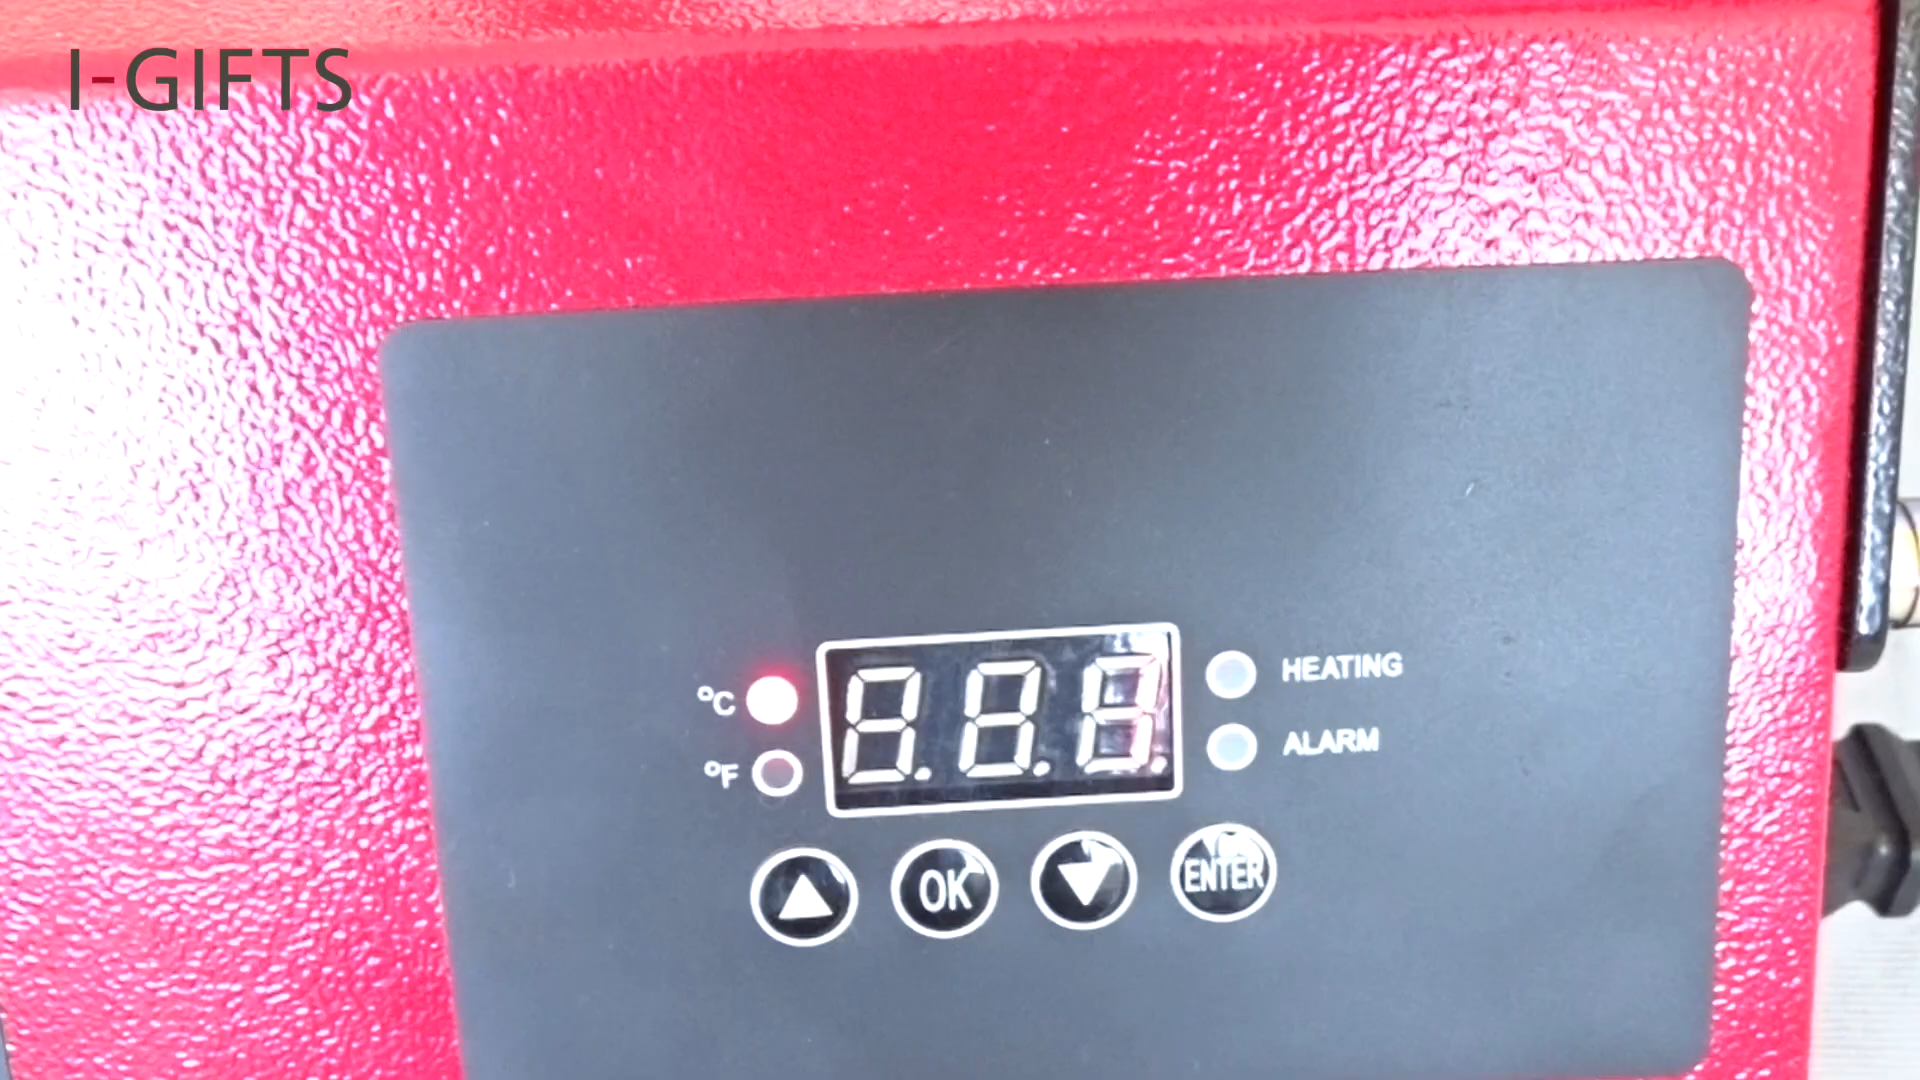 I-GIFTS
°C
8.8.8.
HEATING
°F
ALARM
OK
ENTER